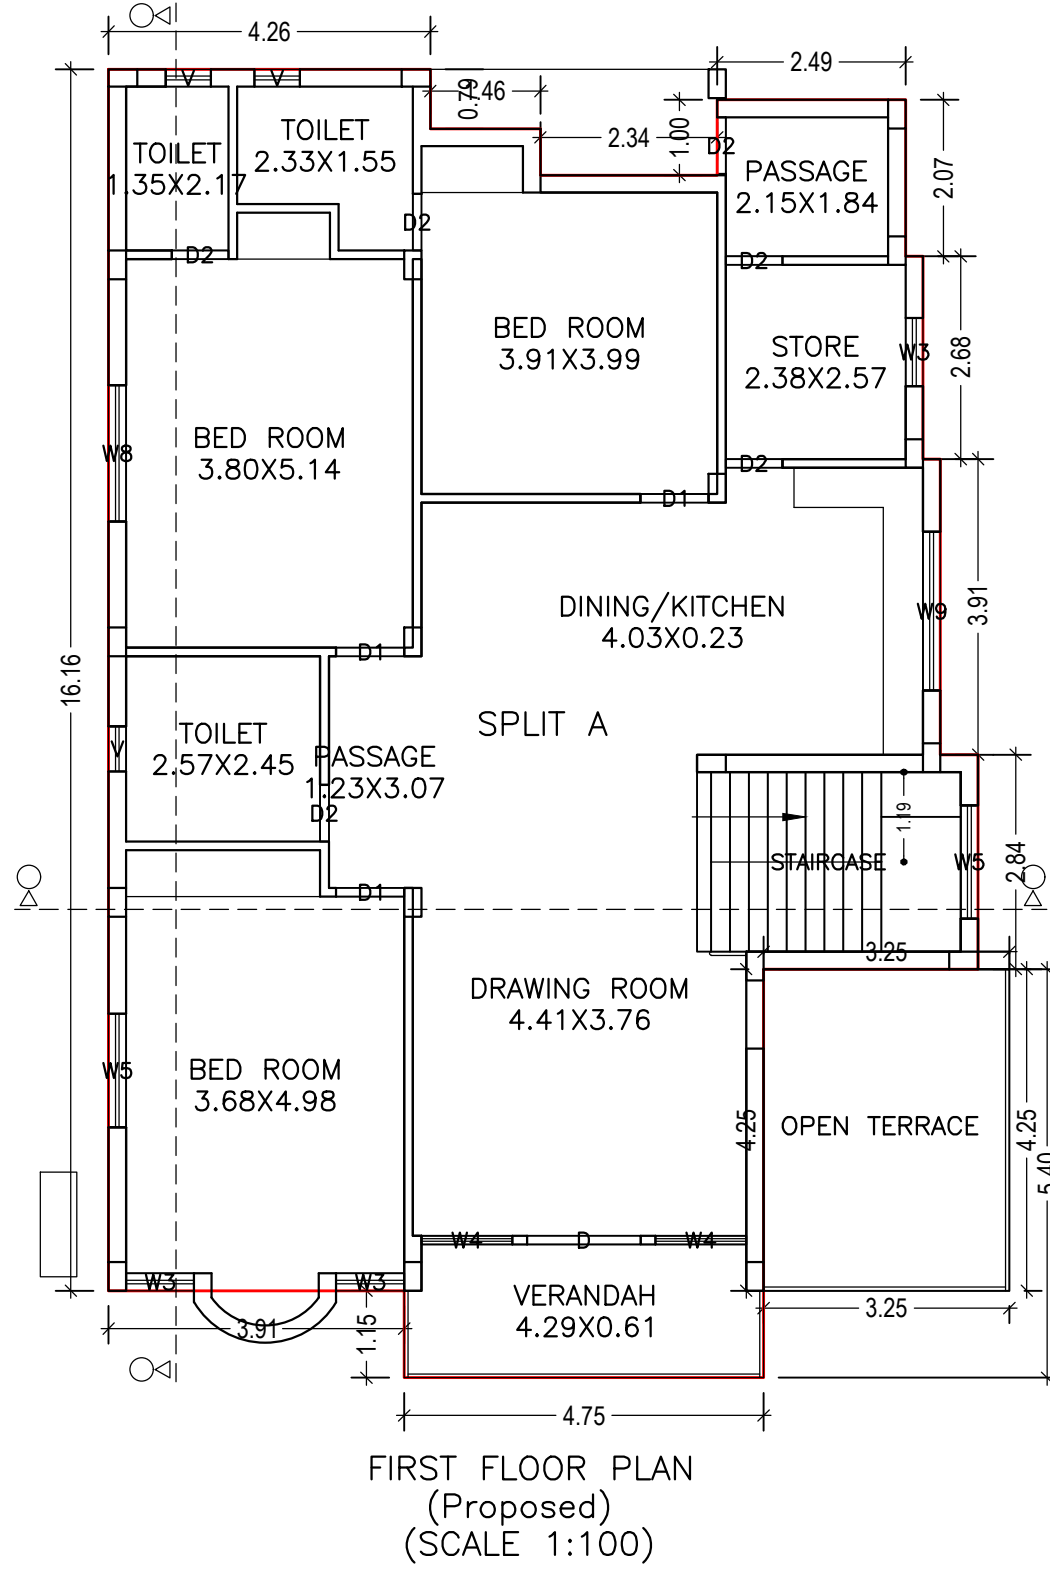 4.26
2.49
1.46
0.79
2.34
1.00
2.07
V
V
D2
TOILET
2.33X1.55
TOILET
1.35X2.17
PASSAGE
2.15X1.84
D2
D2
D2
BED ROOM
3.91X3.99
STORE
2.38X2.57
W3
2.68
BED ROOM
3.80X5.14
W8
D2
D1
DINING/KITCHEN
4.03X0.23
W9
3.91
D1
16.16
SPLIT A
TOILET
2.57X2.45
V
PASSAGE
1.23X3.07
D2
1.19
STAIRCASE
W5
2.84
D1
3.25
DRAWING ROOM
4.41X3.76
BED ROOM
3.68X4.98
W5
OPEN TERRACE
4.25
4.25
5.40
W4
D
W4
W3
W3
VERANDAH
4.29X0.61
3.25
3.91
1.15
4.75
FIRST FLOOR PLAN
(Proposed)
(SCALE 1:100)